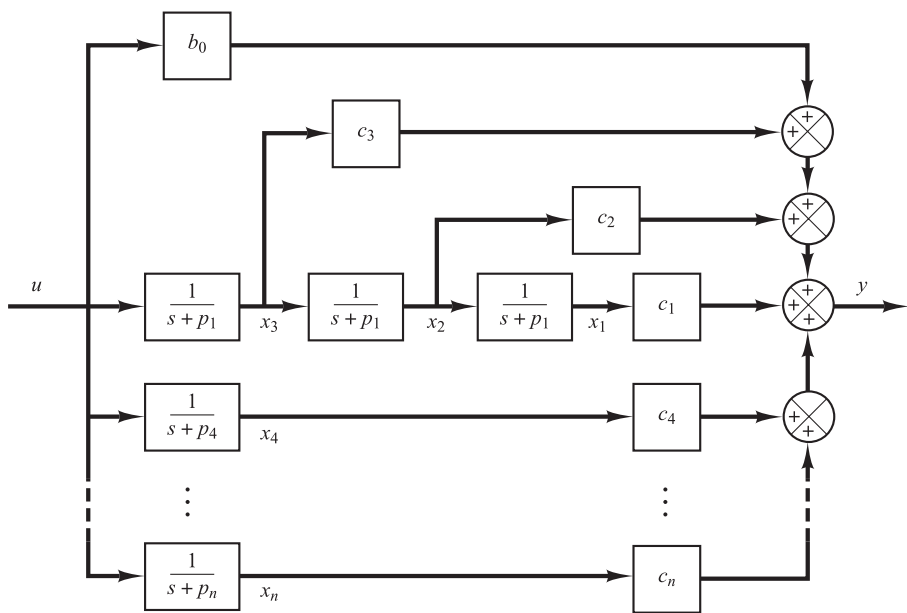 b₀
+
+
c₃
+
+
c₂
+
u
1/(s + p₁)
x₃
1/(s + p₁)
x₂
1/(s + p₁)
x₁
c₁
+
+
+
y
1/(s + p₄)
x₄
c₄
+
+
⋮
⋮
1/(s + pₙ)
xₙ
cₙ